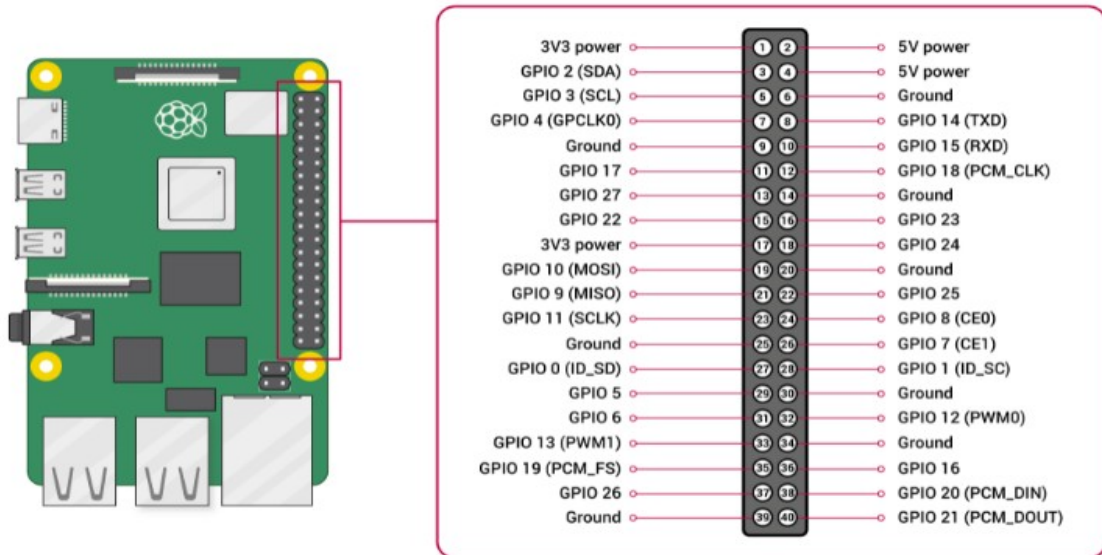 3V3 power 1 2 5V power
GPIO 2 (SDA) 3 4 5V power
GPIO 3 (SCL) 5 6 Ground
GPIO 4 (GPCLK0) 7 8 GPIO 14 (TXD)
Ground 9 10 GPIO 15 (RXD)
GPIO 17 11 12 GPIO 18 (PCM_CLK)
GPIO 27 13 14 Ground
GPIO 22 15 16 GPIO 23
3V3 power 17 18 GPIO 24
GPIO 10 (MOSI) 19 20 Ground
GPIO 9 (MISO) 21 22 GPIO 25
GPIO 11 (SCLK) 23 24 GPIO 8 (CE0)
Ground 25 26 GPIO 7 (CE1)
GPIO 0 (ID_SD) 27 28 GPIO 1 (ID_SC)
GPIO 5 29 30 Ground
GPIO 6 31 32 GPIO 12 (PWM0)
GPIO 13 (PWM1) 33 34 Ground
GPIO 19 (PCM_FS) 35 36 GPIO 16
GPIO 26 37 38 GPIO 20 (PCM_DIN)
Ground 39 40 GPIO 21 (PCM_DOUT)